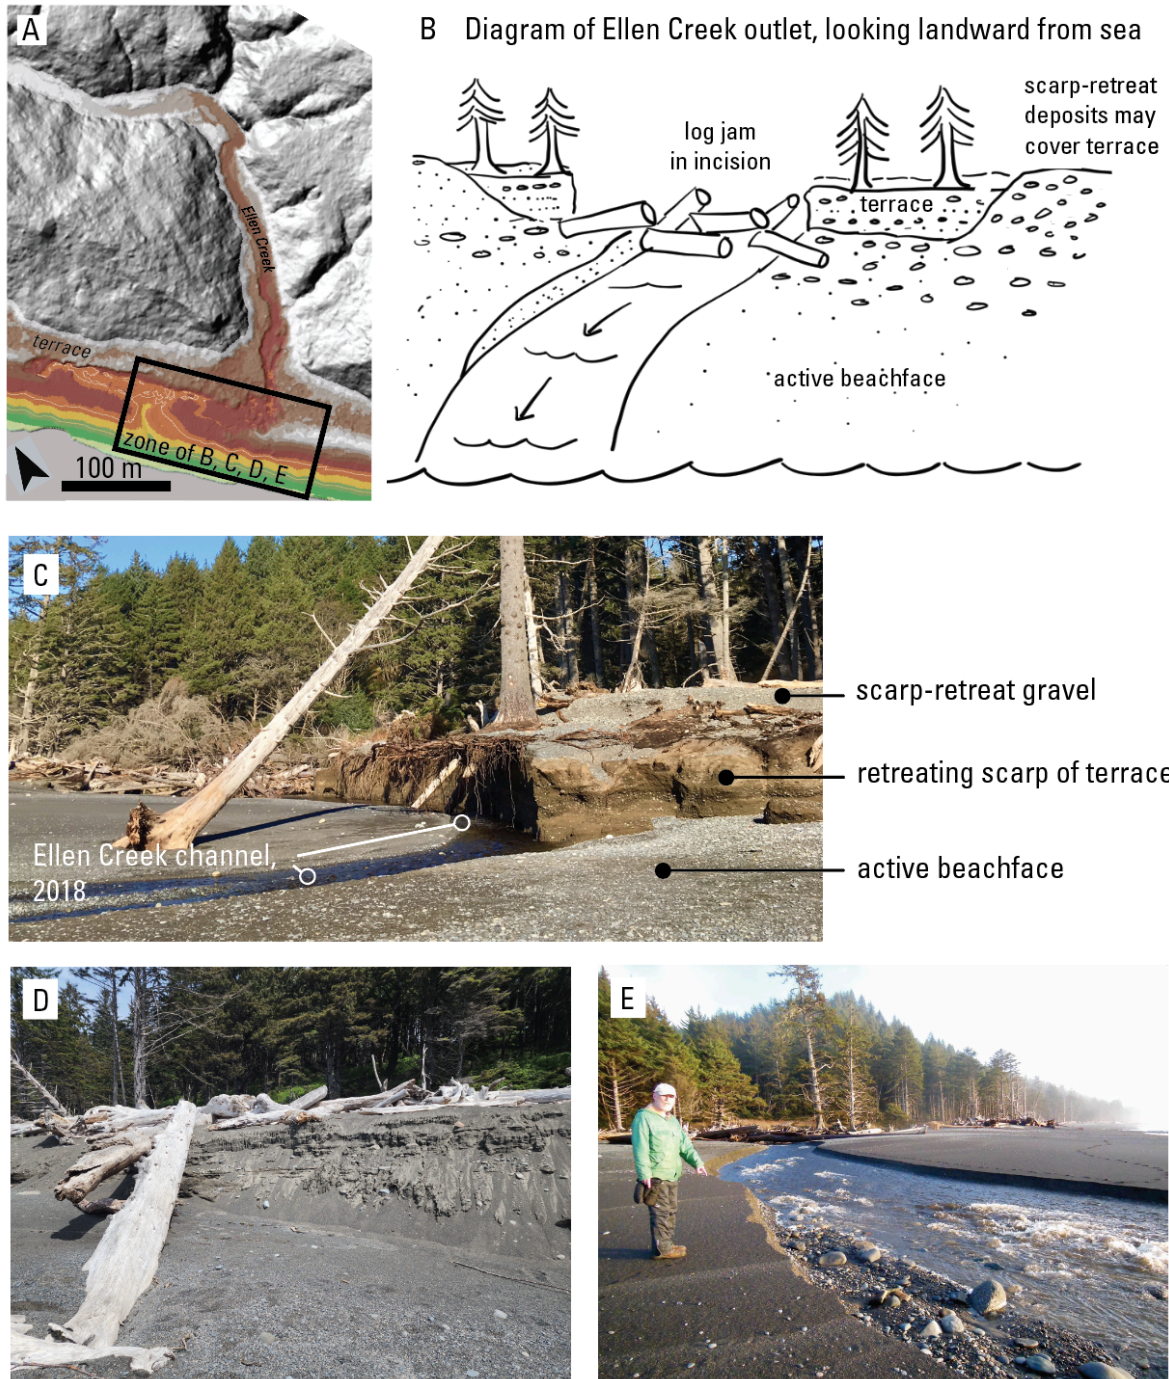 A
terrace
Ellen Creek
zone of B, C, D, E
100 m
B Diagram of Ellen Creek outlet, looking landward from sea
log jam
in incision
scarp-retreat
deposits may
cover terrace
terrace
active beachface
C
scarp-retreat gravel
retreating scarp of terrace
active beachface
Ellen Creek channel,
2018
D
E